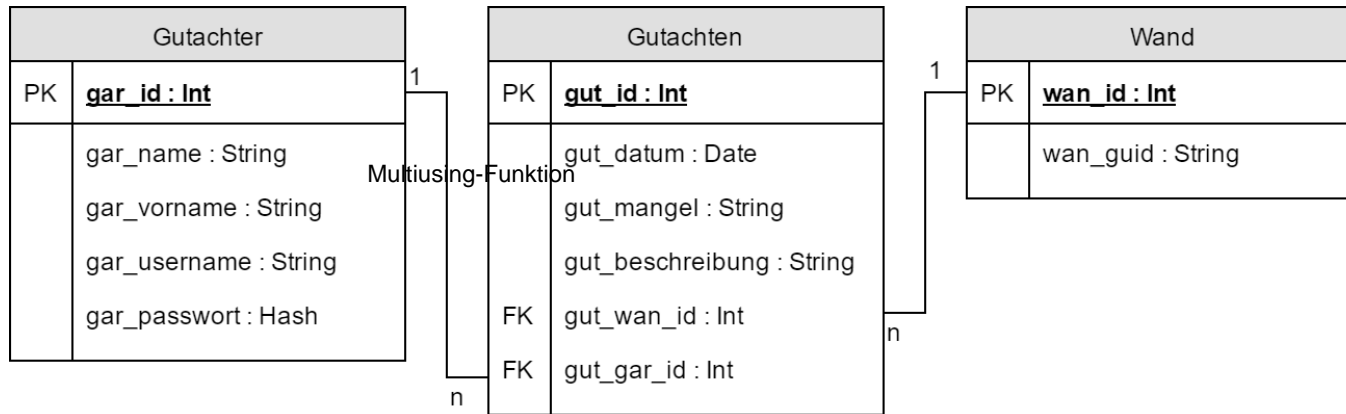 Gutachter
PK gar_id : Int
gar_name : String
gar_vorname : String
gar_username : String
gar_passwort : Hash
1
n
Multiusing-Funktion
Gutachten
PK gut_id : Int
gut_datum : Date
gut_mangel : String
gut_beschreibung : String
FK gut_wan_id : Int
FK gut_gar_id : Int
1
n
Wand
PK wan_id : Int
wan_guid : String